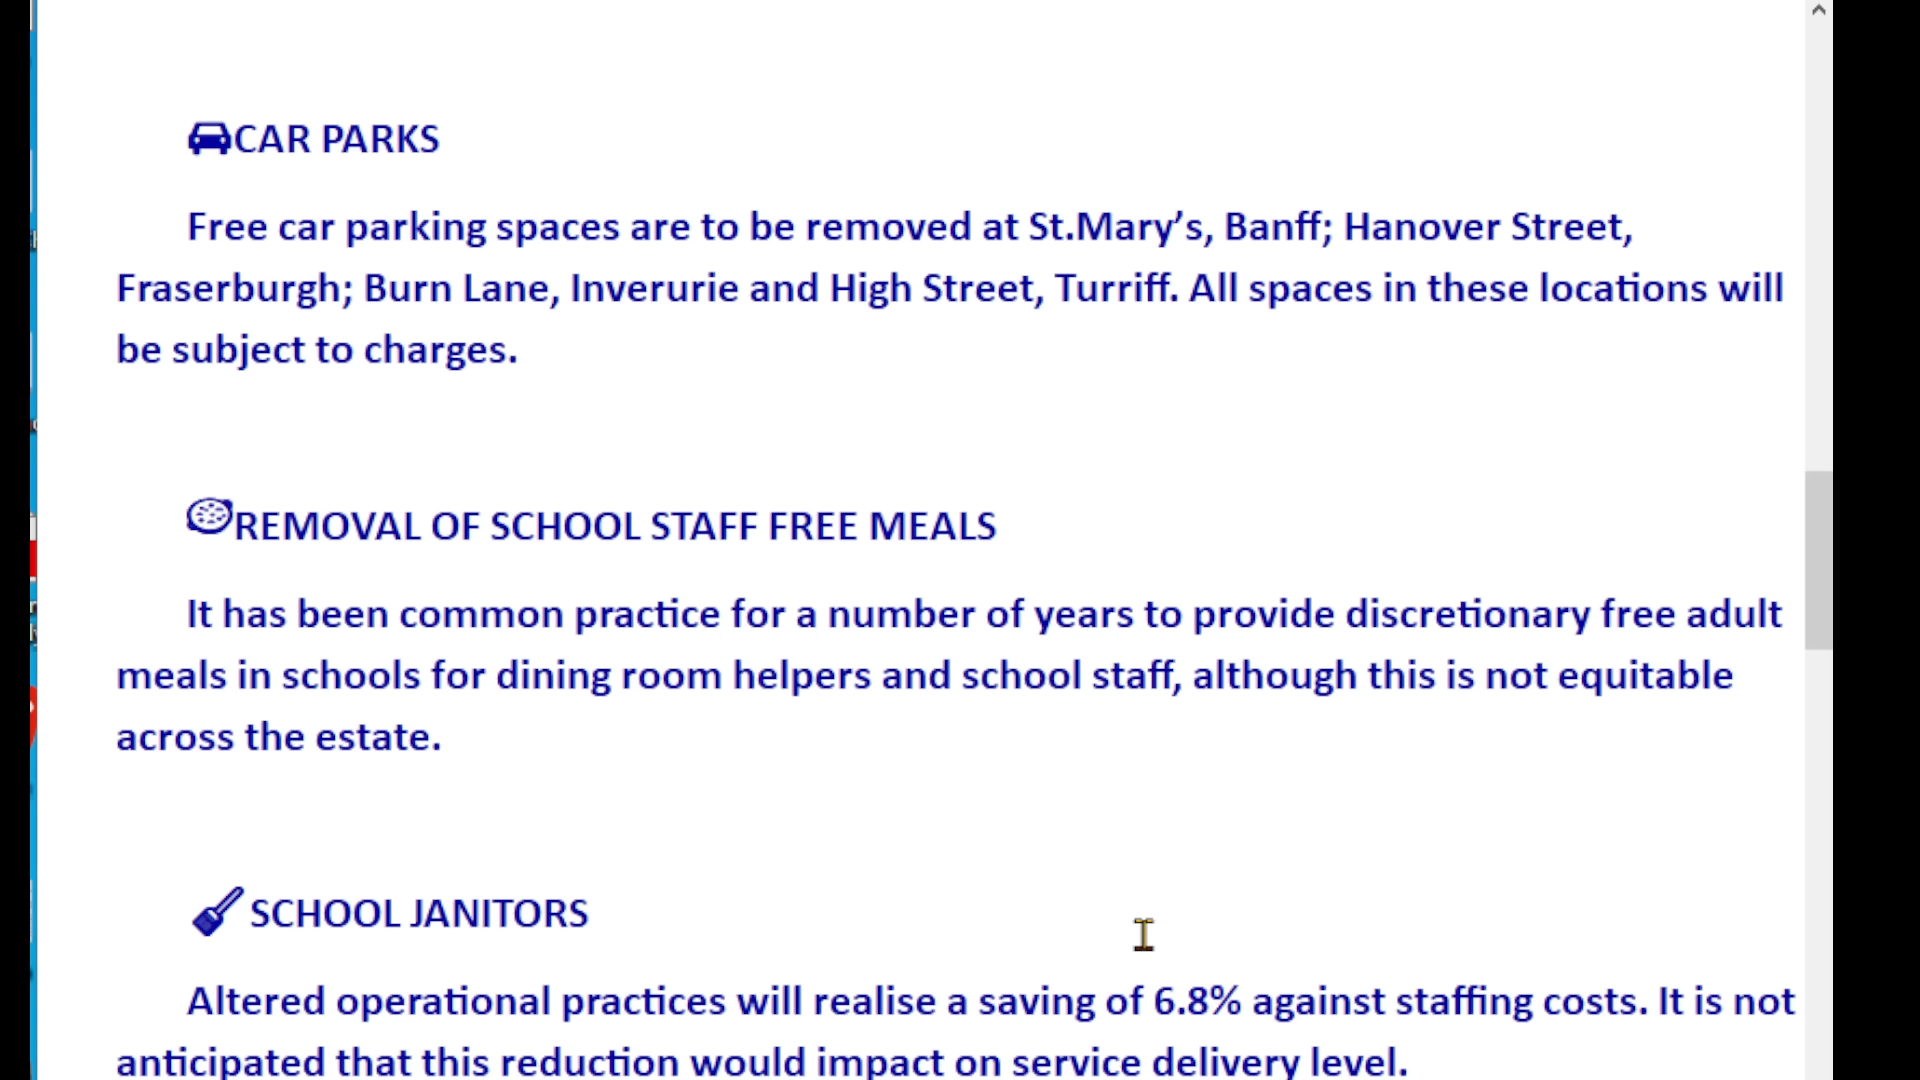 CAR PARKS
Free car parking spaces are to be removed at St.Mary’s, Banff; Hanover Street,
Fraserburgh; Burn Lane, Inverurie and High Street, Turriff. All spaces in these locations will
be subject to charges.
REMOVAL OF SCHOOL STAFF FREE MEALS
It has been common practice for a number of years to provide discretionary free adult
meals in schools for dining room helpers and school staff, although this is not equitable
across the estate.
SCHOOL JANITORS
Altered operational practices will realise a saving of 6.8% against staffing costs. It is not
anticipated that this reduction would impact on service delivery level.